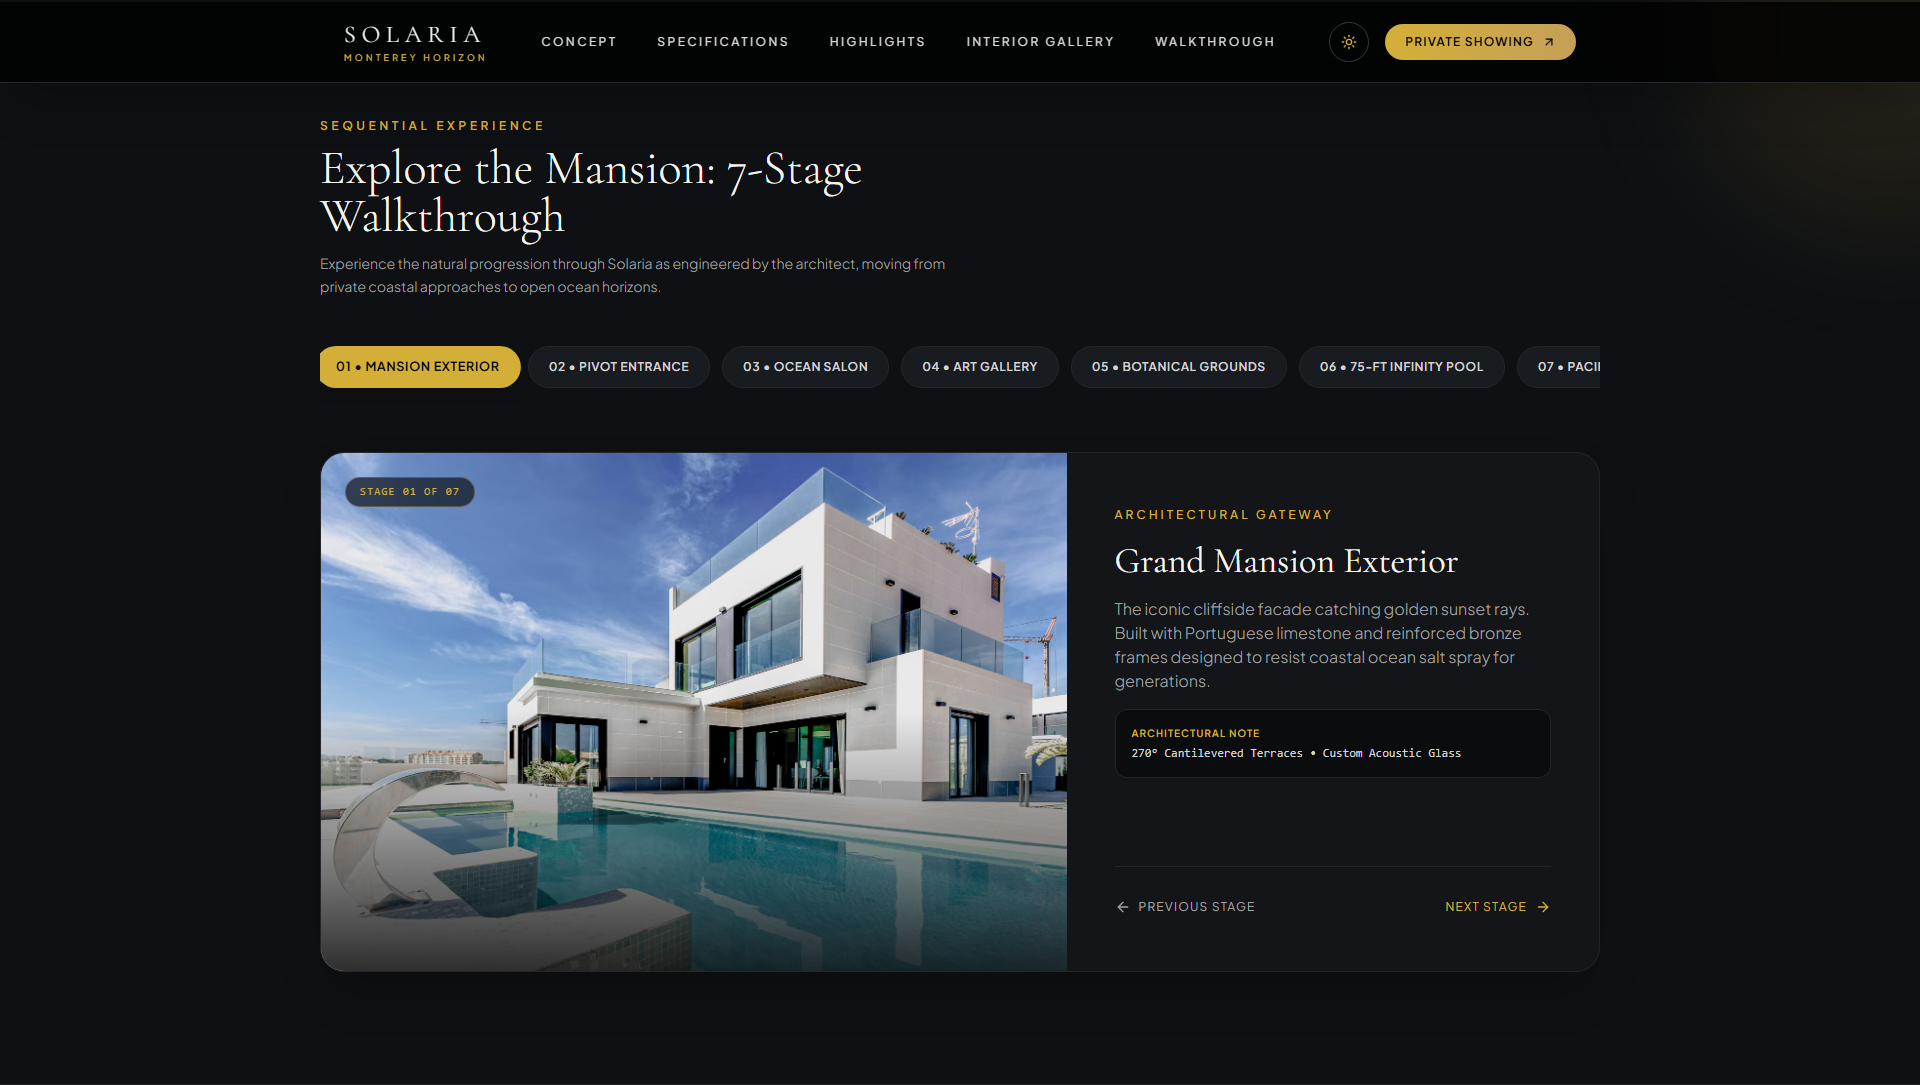 SOLARIA
MONTEREY HORIZON
CONCEPT
SPECIFICATIONS
HIGHLIGHTS
INTERIOR GALLERY
WALKTHROUGH
PRIVATE SHOWING
SEQUENTIAL EXPERIENCE
Explore the Mansion: 7-Stage
Walkthrough
Experience the natural progression through Solaria as engineered by the architect, moving from
private coastal approaches to open ocean horizons.
01 • MANSION EXTERIOR
02 • PIVOT ENTRANCE
03 • OCEAN SALON
04 • ART GALLERY
05 • BOTANICAL GROUNDS
06 • 75-FT INFINITY POOL
07 •
STAGE 01 OF 07
ARCHITECTURAL GATEWAY
Grand Mansion Exterior
The iconic cliffside facade catching golden sunset rays.
Built with Portuguese limestone and reinforced bronze
frames designed to resist coastal ocean salt spray for
generations.
ARCHITECTURAL NOTE
270° Cantilevered Terraces • Custom Acoustic Glass
PREVIOUS STAGE
NEXT STAGE